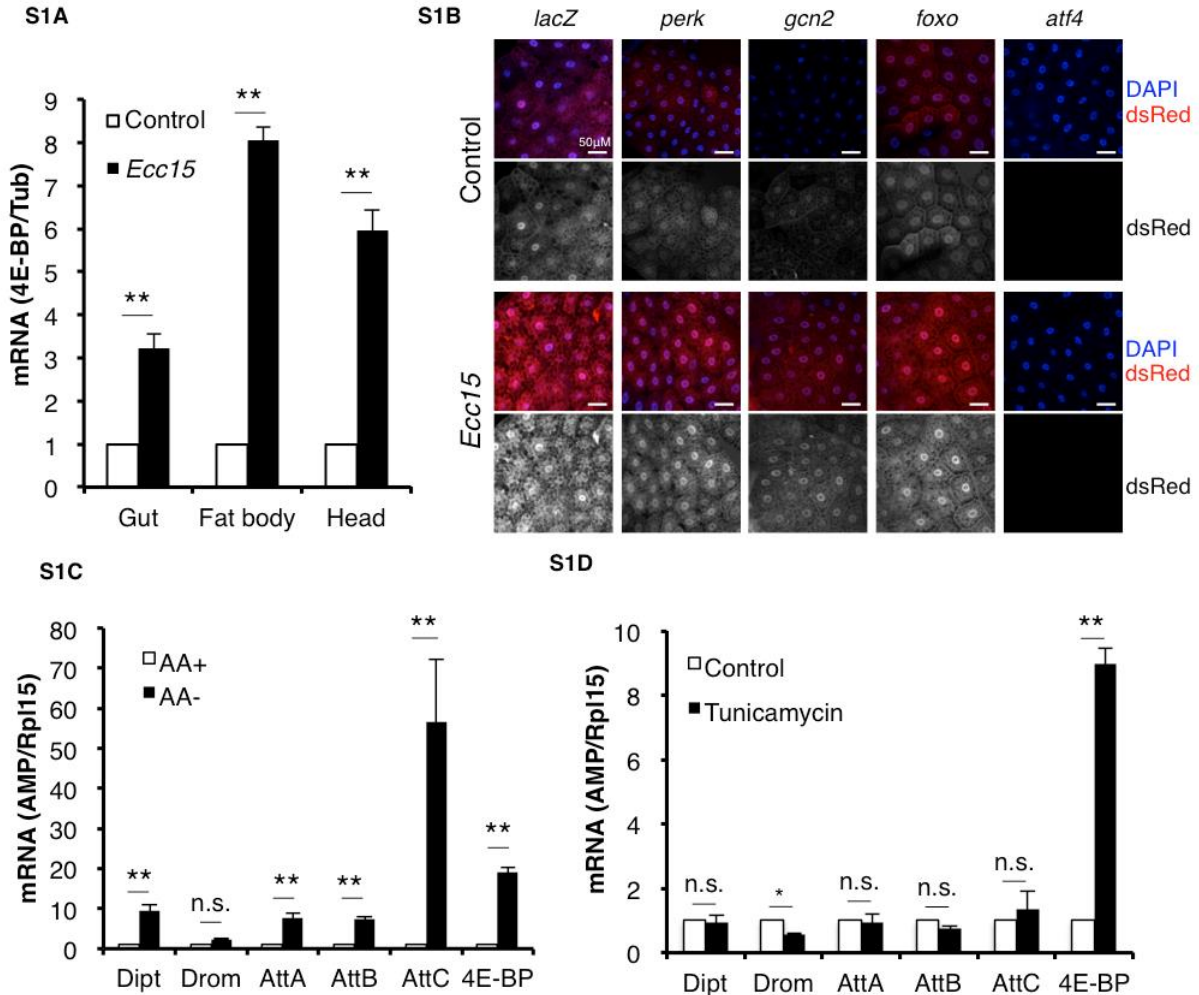 S1A
mRNA (4E-BP/Tub)
9
8
7
6
5
4
3
2
1
0
Control
Ecc15
**
**
**
Gut Fat body Head
S1B
lacZ perk gcn2 foxo atf4
Control
50µM
DAPI
dsRed
dsRed
Ecc15
DAPI
dsRed
dsRed
S1C
mRNA (AMP/Rpl15)
80
70
60
50
40
30
20
10
0
AA+
AA-
**
n.s.
**
**
**
**
Dipt Drom AttA AttB AttC 4E-BP
S1D
mRNA (AMP/Rpl15)
10
8
6
4
2
0
Control
Tunicamycin
n.s.
*
n.s.
n.s.
n.s.
**
Dipt Drom AttA AttB AttC 4E-BP